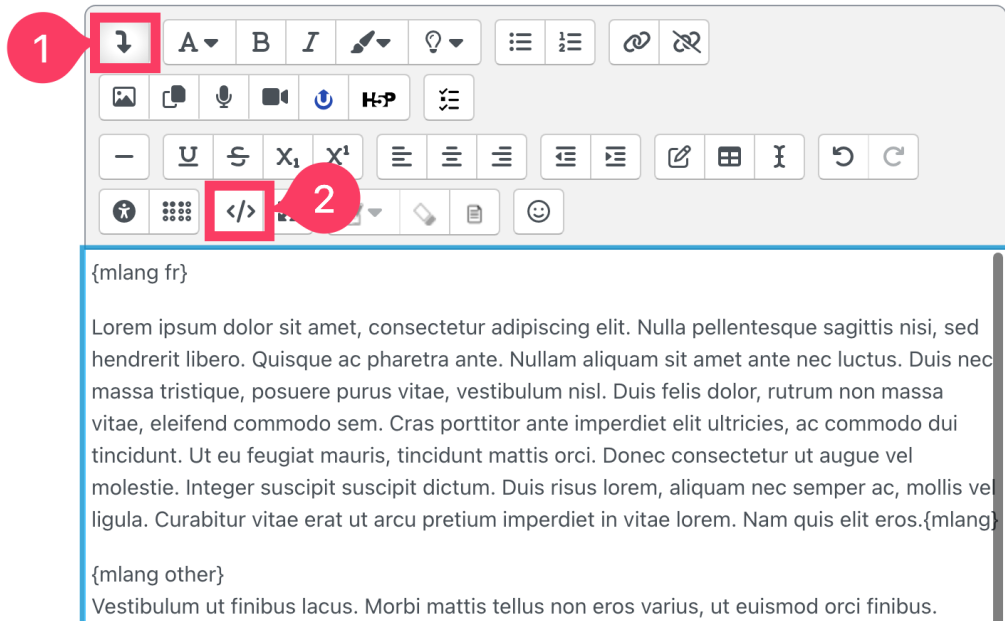 1
A B I
H5P
U S X₁ X¹
</> 2
{mlang fr}
Lorem ipsum dolor sit amet, consectetur adipiscing elit. Nulla pellentesque sagittis nisi, sed
hendrerit libero. Quisque ac pharetra ante. Nullam aliquam sit amet ante nec luctus. Duis nec
massa tristique, posuere purus vitae, vestibulum nisl. Duis felis dolor, rutrum non massa
vitae, eleifend commodo sem. Cras porttitor ante imperdiet elit ultricies, ac commodo dui
tincidunt. Ut eu feugiat mauris, tincidunt mattis orci. Donec consectetur ut augue vel
molestie. Integer suscipit suscipit dictum. Duis risus lorem, aliquam nec semper ac, mollis vel
ligula. Curabitur vitae erat ut arcu pretium imperdiet in vitae lorem. Nam quis elit eros.{mlang}
{mlang other}
Vestibulum ut finibus lacus. Morbi mattis tellus non eros varius, ut euismod orci finibus.